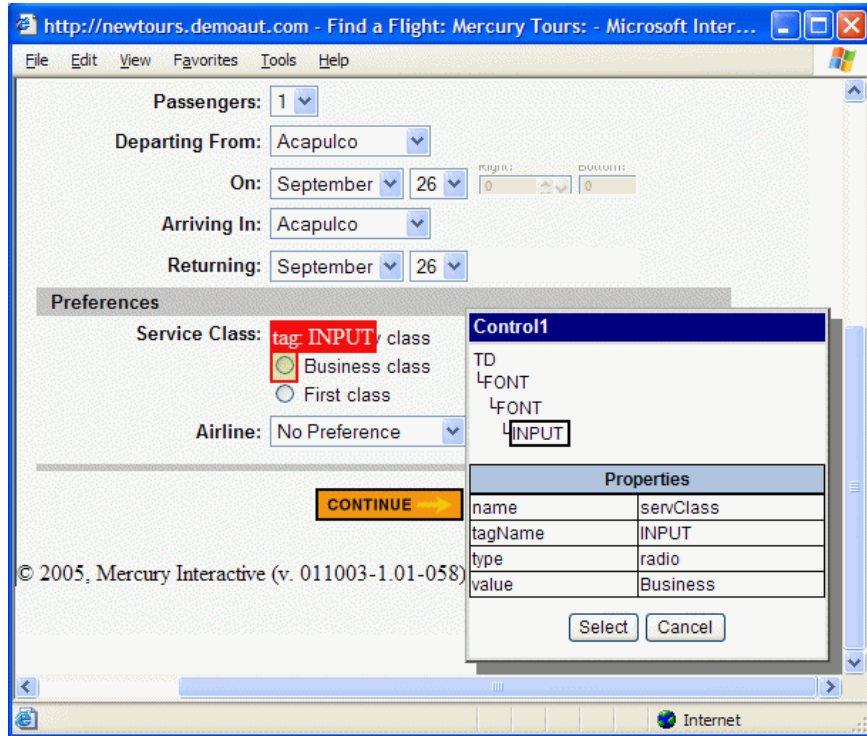 http://newtours.demoaut.com - Find a Flight: Mercury Tours: - Microsoft Inter...
File Edit View Favorites Tools Help
Passengers: 1
Departing From: Acapulco
Right: Bottom:
On: September 26 0 0
Arriving In: Acapulco
Returning: September 26
Preferences
Service Class: tag: INPUT y class
Business class
First class
Airline: No Preference
CONTINUE
© 2005, Mercury Interactive (v. 011003-1.01-058)
Control1
TD
FONT
FONT
INPUT
Properties
name servClass
tagName INPUT
type radio
value Business
Select Cancel
Internet